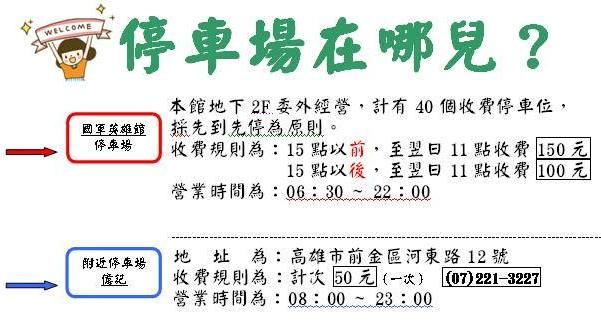 WELCOME
停車場在哪兒？
本館地下 2F 委外經營，計有 40 個收費停車位，
採先到先停為原則。
國軍英雄館
停車場
收費規則為：15 點以前，至翌日 11 點收費 150 元
15 點以後，至翌日 11 點收費 100 元
營業時間為：06：30 ~ 22：00
附近停車場
億記
地 址 為：高雄市前金區河東路 12 號
收費規則為：計次 50 元 (一次) (07)221-3227
營業時間為：08：00 ~ 23：00